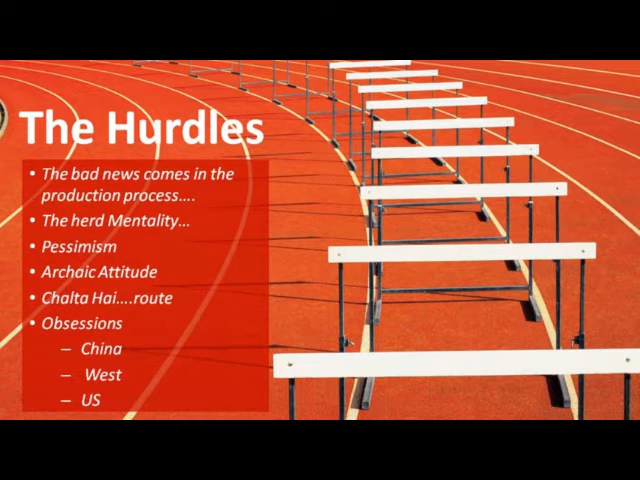 The Hurdles
• The bad news comes in the
production process….
• The herd Mentality…
• Pessimism
• Archaic Attitude
• Chalta Hai….route
• Obsessions
– China
– West
– US